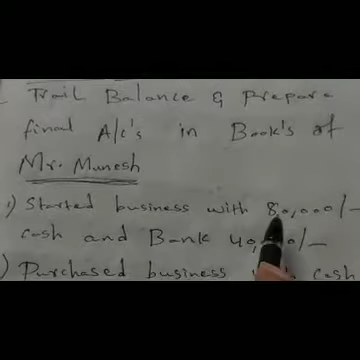 Trail Balance & Prepare
final A/c's in Book's of
Mr. Munesh
1) Started business with 80,000/-
cash and Bank 40,000/-
) Purchased business cash